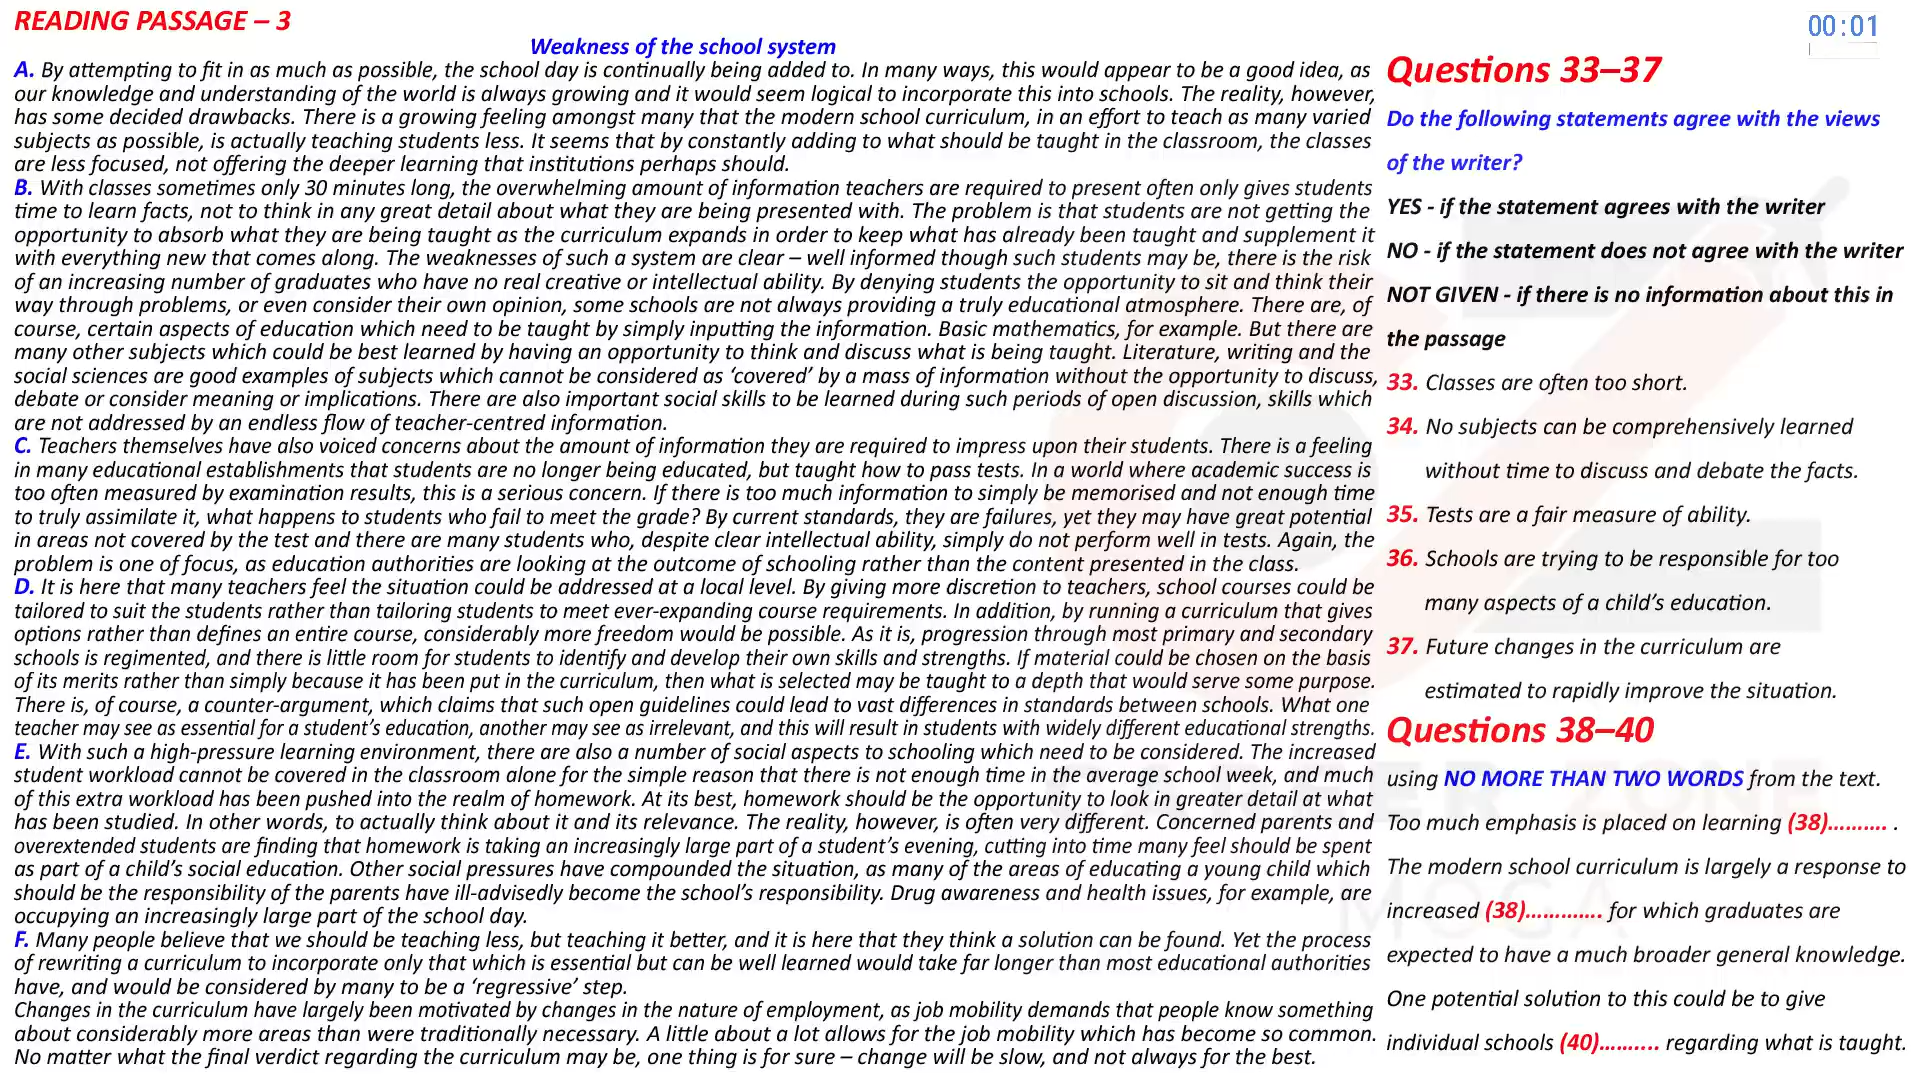 READING PASSAGE – 3
Weakness of the school system
A. By attempting to fit in as much as possible, the school day is continually being added to. In many ways, this would appear to be a good idea, as
our knowledge and understanding of the world is always growing and it would seem logical to incorporate this into schools. The reality, however,
has some decided drawbacks. There is a growing feeling amongst many that the modern school curriculum, in an effort to teach as many varied
subjects as possible, is actually teaching students less. It seems that by constantly adding to what should be taught in the classroom, the classes
are less focused, not offering the deeper learning that institutions perhaps should.
B. With classes sometimes only 30 minutes long, the overwhelming amount of information teachers are required to present often only gives students
time to learn facts, not to think in any great detail about what they are being presented with. The problem is that students are not getting the
opportunity to absorb what they are being taught as the curriculum expands in order to keep what has already been taught and supplement it
with everything new that comes along. The weaknesses of such a system are clear – well informed though such students may be, there is the risk
of an increasing number of graduates who have no real creative or intellectual ability. By denying students the opportunity to sit and think their
way through problems, or even consider their own opinion, some schools are not always providing a truly educational atmosphere. There are, of
course, certain aspects of education which need to be taught by simply inputting the information. Basic mathematics, for example. But there are
many other subjects which could be best learned by having an opportunity to think and discuss what is being taught. Literature, writing and the
social sciences are good examples of subjects which cannot be considered as ‘covered’ by a mass of information without the opportunity to discuss,
debate or consider meaning or implications. There are also important social skills to be learned during such periods of open discussion, skills which
are not addressed by an endless flow of teacher-centred information.
C. Teachers themselves have also voiced concerns about the amount of information they are required to impress upon their students. There is a feeling
in many educational establishments that students are no longer being educated, but taught how to pass tests. In a world where academic success is
too often measured by examination results, this is a serious concern. If there is too much information to simply be memorised and not enough time
to truly assimilate it, what happens to students who fail to meet the grade? By current standards, they are failures, yet they may have great potential
in areas not covered by the test and there are many students who, despite clear intellectual ability, simply do not perform well in tests. Again, the
problem is one of focus, as education authorities are looking at the outcome of schooling rather than the content presented in the class.
D. It is here that many teachers feel the situation could be addressed at a local level. By giving more discretion to teachers, school courses could be
tailored to suit the students rather than tailoring students to meet ever-expanding course requirements. In addition, by running a curriculum that gives
options rather than defines an entire course, considerably more freedom would be possible. As it is, progression through most primary and secondary
schools is regimented, and there is little room for students to identify and develop their own skills and strengths. If material could be chosen on the basis
of its merits rather than simply because it has been put in the curriculum, then what is selected may be taught to a depth that would serve some purpose.
There is, of course, a counter-argument, which claims that such open guidelines could lead to vast differences in standards between schools. What one
teacher may see as essential for a student’s education, another may see as irrelevant, and this will result in students with widely different educational strengths.
E. With such a high-pressure learning environment, there are also a number of social aspects to schooling which need to be considered. The increased
student workload cannot be covered in the classroom alone for the simple reason that there is not enough time in the average school week, and much
of this extra workload has been pushed into the realm of homework. At its best, homework should be the opportunity to look in greater detail at what
has been studied. In other words, to actually think about it and its relevance. The reality, however, is often very different. Concerned parents and
overextended students are finding that homework is taking an increasingly large part of a student’s evening, cutting into time many feel should be spent
as part of a child’s social education. Other social pressures have compounded the situation, as many of the areas of educating a young child which
should be the responsibility of the parents have ill-advisedly become the school’s responsibility. Drug awareness and health issues, for example, are
occupying an increasingly large part of the school day.
F. Many people believe that we should be teaching less, but teaching it better, and it is here that they think a solution can be found. Yet the process
of rewriting a curriculum to incorporate only that which is essential but can be well learned would take far longer than most educational authorities
have, and would be considered by many to be a ‘regressive’ step.
Changes in the curriculum have largely been motivated by changes in the nature of employment, as job mobility demands that people know something
about considerably more areas than were traditionally necessary. A little about a lot allows for the job mobility which has become so common.
No matter what the final verdict regarding the curriculum may be, one thing is for sure – change will be slow, and not always for the best.
00:01
Questions 33–37
Do the following statements agree with the views
of the writer?
YES - if the statement agrees with the writer
NO - if the statement does not agree with the writer
NOT GIVEN - if there is no information about this in
the passage
33. Classes are often too short.
34. No subjects can be comprehensively learned
without time to discuss and debate the facts.
35. Tests are a fair measure of ability.
36. Schools are trying to be responsible for too
many aspects of a child’s education.
37. Future changes in the curriculum are
estimated to rapidly improve the situation.
Questions 38–40
using NO MORE THAN TWO WORDS from the text.
Too much emphasis is placed on learning (38)………. .
The modern school curriculum is largely a response to
increased (38)…………. for which graduates are
expected to have a much broader general knowledge.
One potential solution to this could be to give
individual schools (40)…….... regarding what is taught.
MOGA